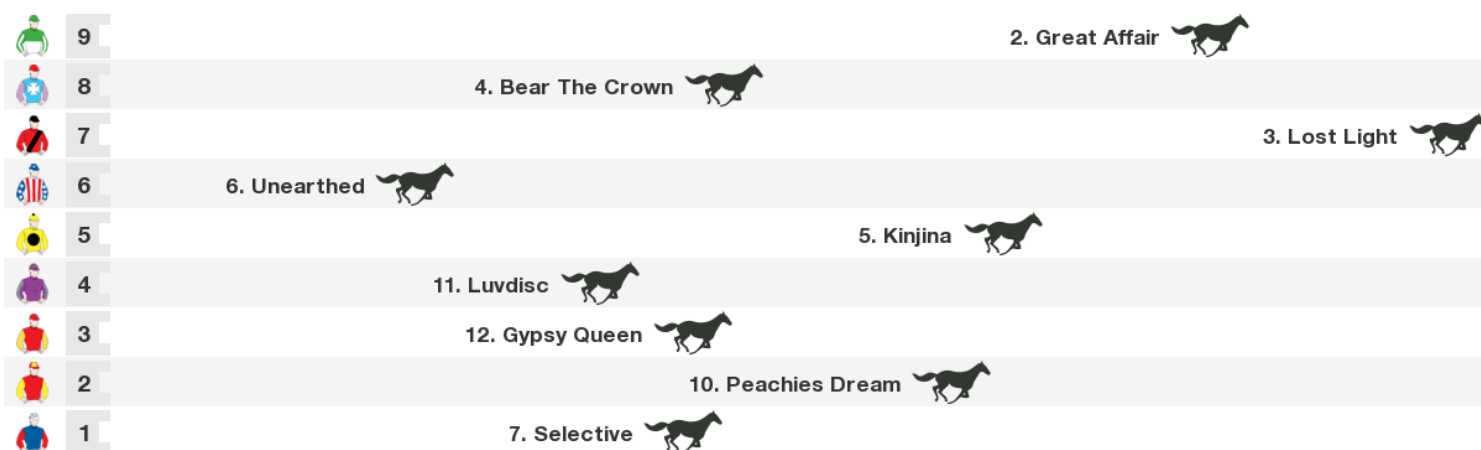 9 2. Great Affair
8 4. Bear The Crown
7 3. Lost Light
6 6. Unearthed
5 5. Kinjina
4 11. Luvdisc
3 12. Gypsy Queen
2 10. Peachies Dream
1 7. Selective